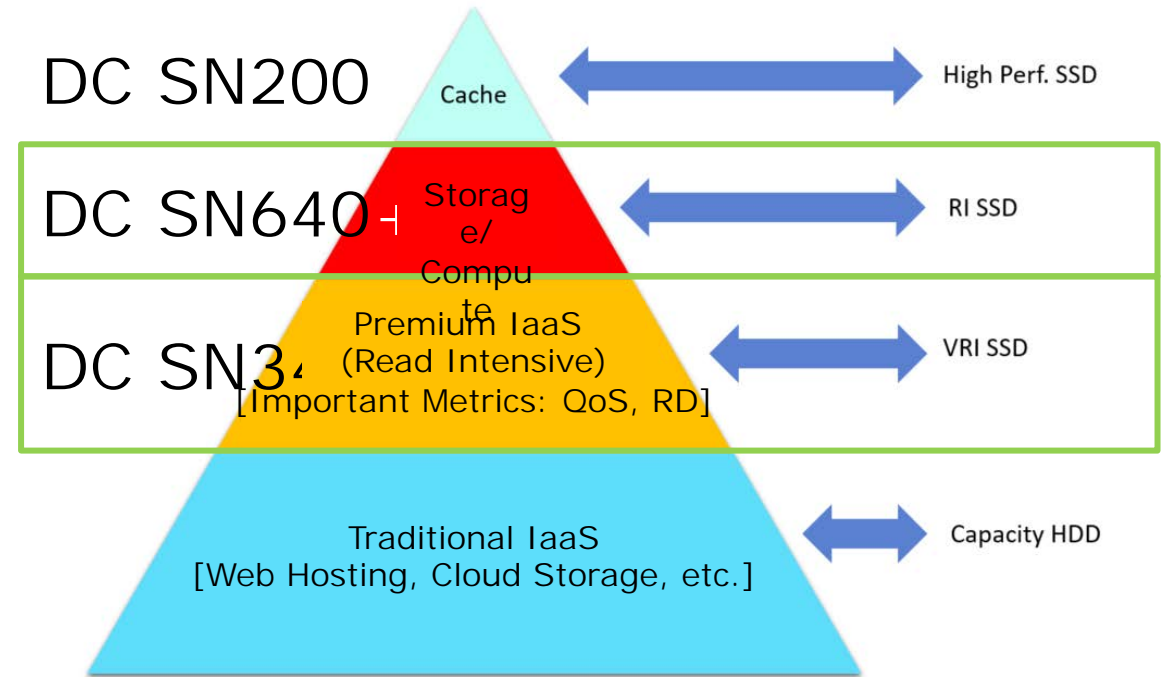 DC SN200
Cache
High Perf. SSD
DC SN640
Storag
e/
Compu
te
RI SSD
DC SN34
Premium IaaS
(Read Intensive)
[Important Metrics: QoS, RD]
VRI SSD
Traditional IaaS
[Web Hosting, Cloud Storage, etc.]
Capacity HDD